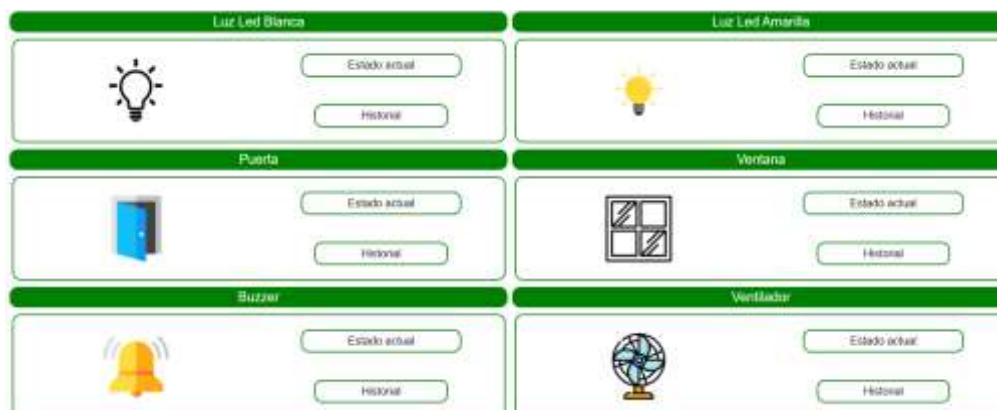 Luz Led Blanca
Estado actual
Historial
Luz Led Amarilla
Estado actual
Historial
Puerta
Estado actual
Historial
Ventana
Estado actual
Historial
Buzzer
Estado actual
Historial
Ventilador
Estado actual
Historial